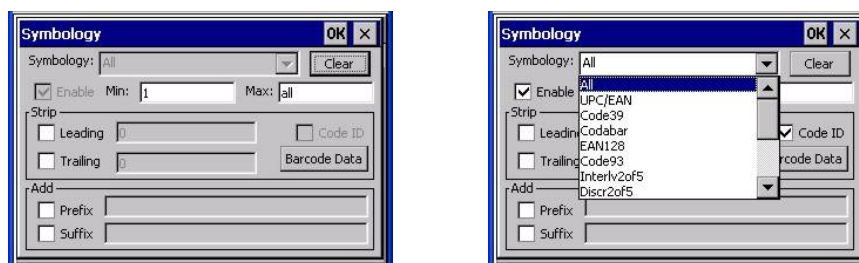 Symbology OK ×
Symbology: All Clear
Enable Min: 1 Max: all
Strip
Leading 0 Code ID
Trailing 0 Barcode Data
Add
Prefix
Suffix
Symbology OK ×
Symbology: All Clear
Enable All
UPC/EAN
Strip Code39
Leadin Codabar Code ID
EAN128
Trailing Code93 rcode Data
Interlv2of5
Add Discr2of5
Prefix
Suffix